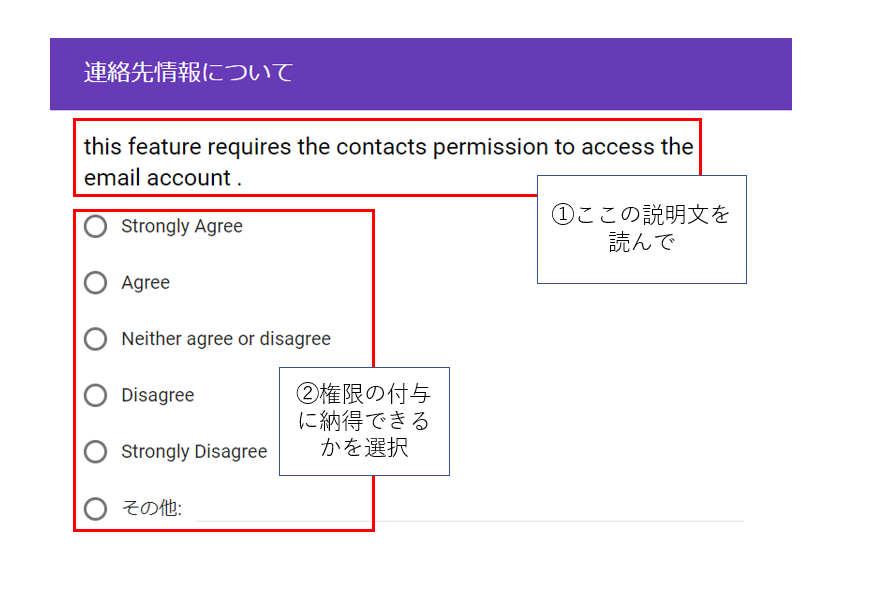 連絡先情報について
this feature requires the contacts permission to access the
email account .
①ここの説明文を
読んで
Strongly Agree
Agree
Neither agree or disagree
Disagree
Strongly Disagree
その他:
②権限の付与
に納得できる
かを選択